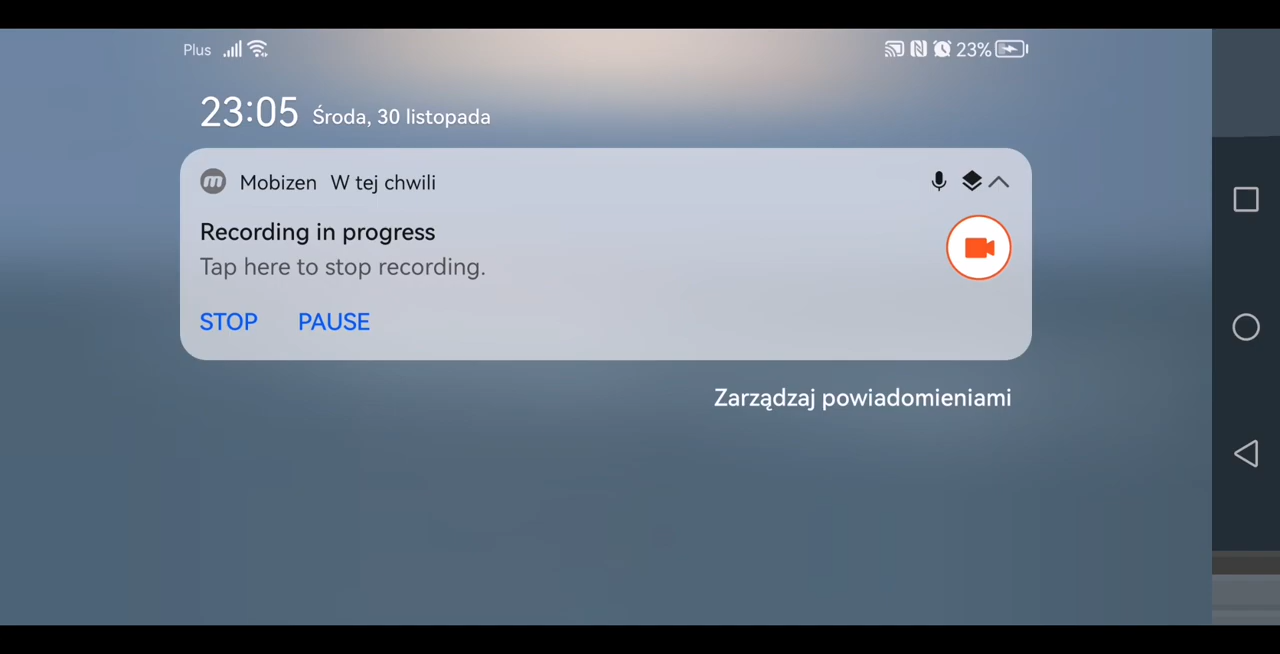 Plus 23%
23:05 Środa, 30 listopada
m Mobizen W tej chwili
Recording in progress
Tap here to stop recording.
STOP PAUSE
Zarządzaj powiadomieniami